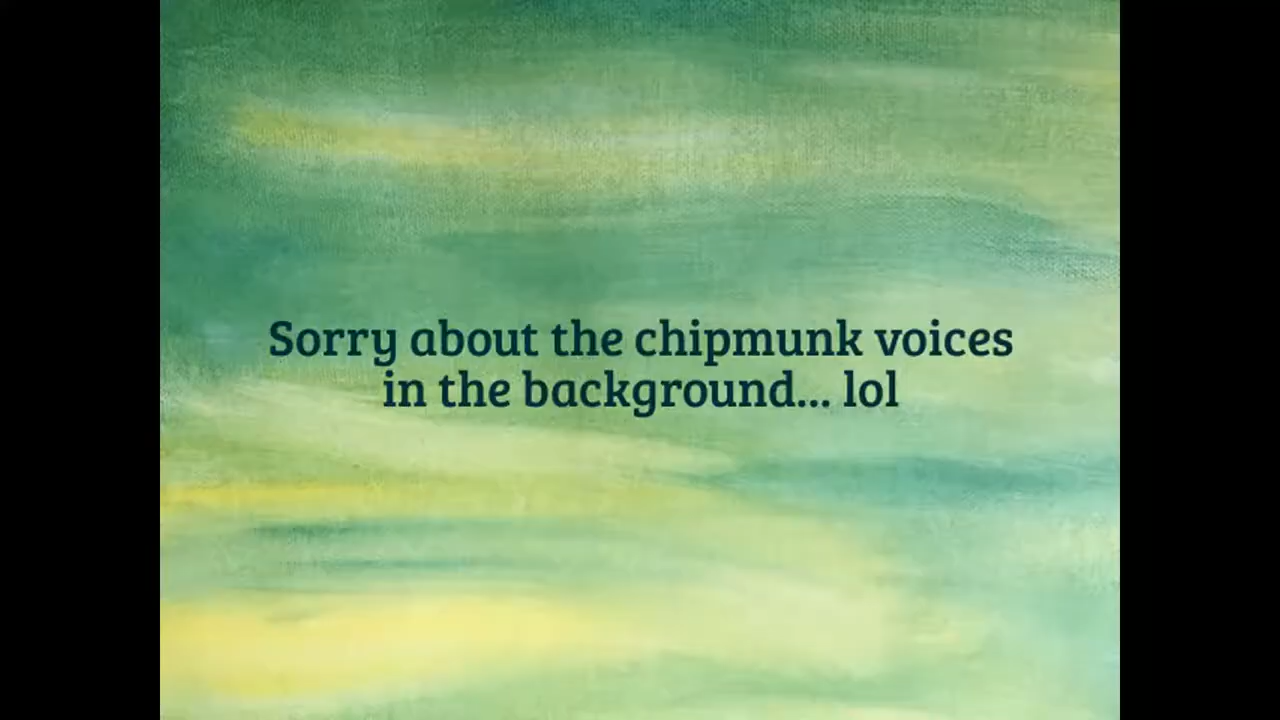 Sorry about the chipmunk voices
in the background... lol